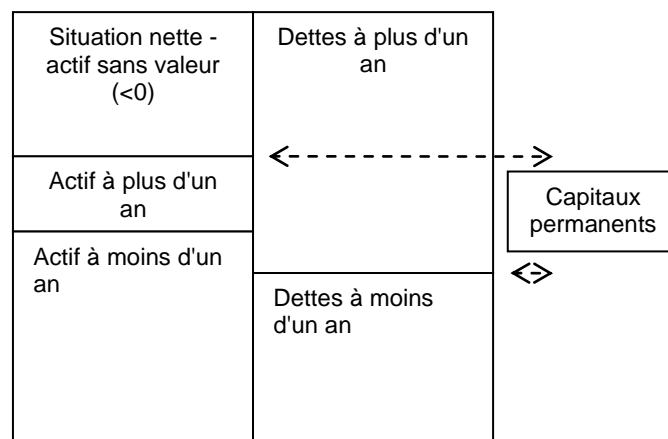 Situation nette -
actif sans valeur
(<0)
Dettes à plus d'un
an
Actif à plus d'un
an
Capitaux
permanents
Actif à moins d'un
an
Dettes à moins
d'un an